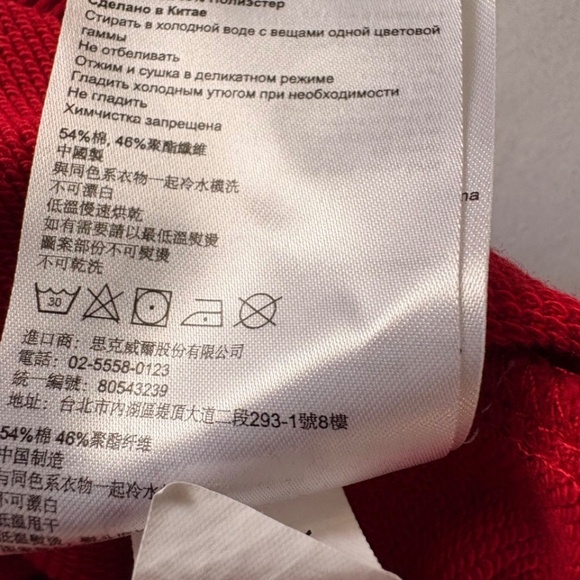 Полиэстер
Сделано в Китае
Стирать в холодной воде с вещами одной цветовой
гаммы
Не отбеливать
Отжим и сушка в деликатном режиме
Гладить холодным утюгом при необходимости
Не гладить
Химчистка запрещена
54%棉, 46%聚酯纖維
中國製
與同色系衣物一起冷水機洗
不可漂白
低溫慢速烘乾
如有需要請以最低溫熨燙
圖案部份不可熨燙
不可乾洗
30
進口商：思克威爾股份有限公司
電話：02-5558-0123
統一編號：80543239
地址：台北市內湖區堤頂大道二段293-1號8樓
54%棉 46%聚酯纤维
中国制造
与同色系衣物一起冷水
不可漂白
低温甩干
na